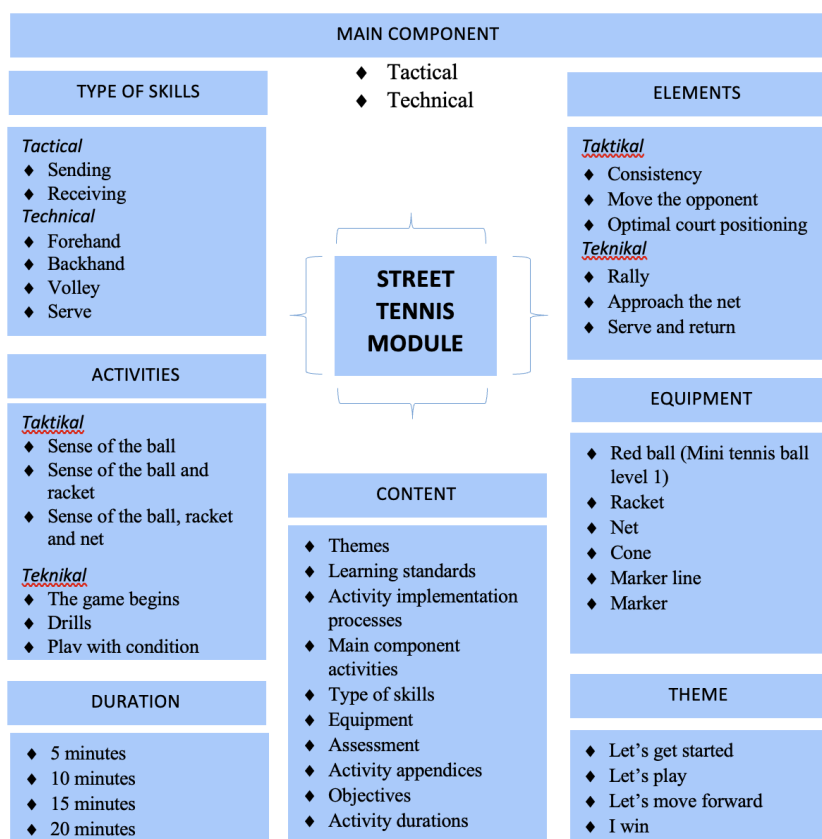 MAIN COMPONENT
♦ Tactical
♦ Technical
TYPE OF SKILLS
Tactical
♦ Sending
♦ Receiving
Technical
♦ Forehand
♦ Backhand
♦ Volley
♦ Serve
ELEMENTS
Taktikal
♦ Consistency
♦ Move the opponent
♦ Optimal court positioning
Teknikal
♦ Rally
♦ Approach the net
♦ Serve and return
STREET
TENNIS
MODULE
ACTIVITIES
Taktikal
♦ Sense of the ball
♦ Sense of the ball and
racket
♦ Sense of the ball, racket
and net
Teknikal
♦ The game begins
♦ Drills
♦ Play with condition
EQUIPMENT
♦ Red ball (Mini tennis ball
level 1)
♦ Racket
♦ Net
♦ Cone
♦ Marker line
♦ Marker
CONTENT
♦ Themes
♦ Learning standards
♦ Activity implementation
processes
♦ Main component
activities
♦ Type of skills
♦ Equipment
♦ Assessment
♦ Activity appendices
♦ Objectives
♦ Activity durations
DURATION
♦ 5 minutes
♦ 10 minutes
♦ 15 minutes
♦ 20 minutes
THEME
♦ Let’s get started
♦ Let’s play
♦ Let’s move forward
♦ I win